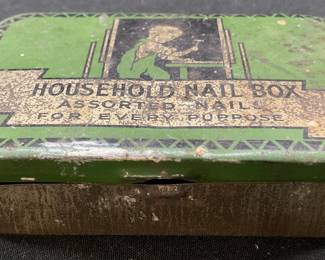 HOUSEHOLD NAIL BOX
ASSORTED NAILS
FOR EVERY PURPOSE